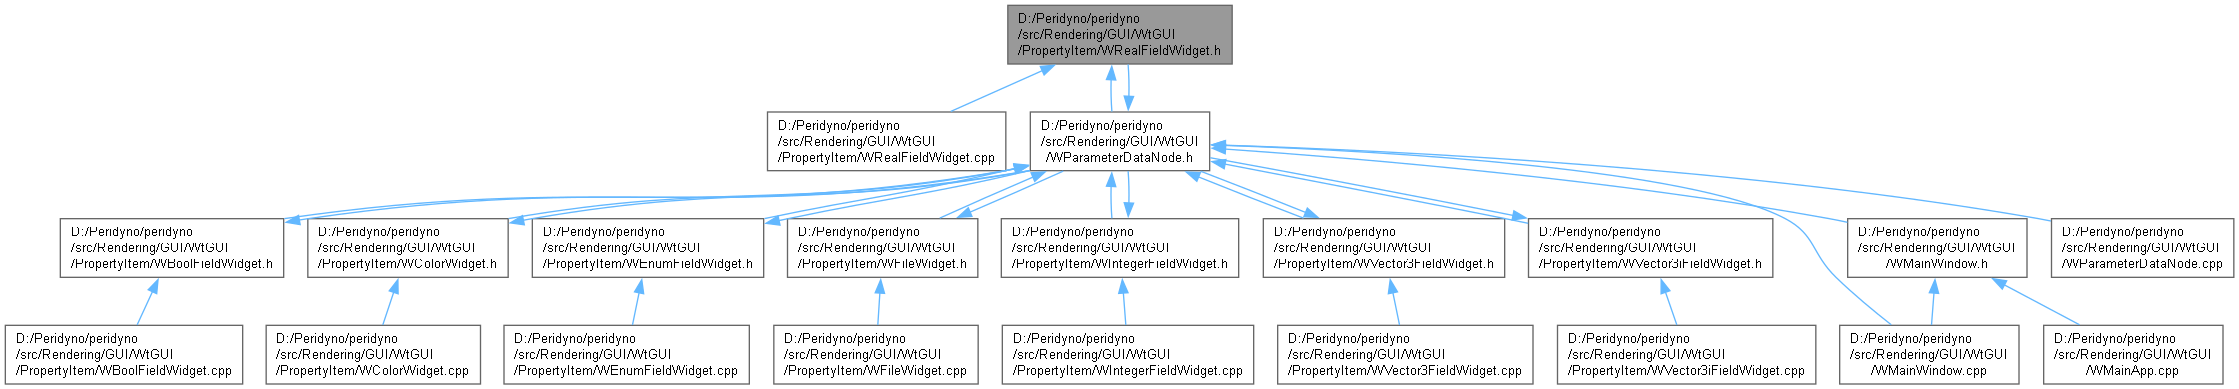 D:/Peridyno/peridyno
/src/Rendering/GUI/WtGUI
/PropertyItem/WRealFieldWidget.h
D:/Peridyno/peridyno
/src/Rendering/GUI/WtGUI
/PropertyItem/WRealFieldWidget.cpp
D:/Peridyno/peridyno
/src/Rendering/GUI/WtGUI
/WParameterDataNode.h
D:/Peridyno/peridyno
/src/Rendering/GUI/WtGUI
/PropertyItem/WBoolFieldWidget.h
D:/Peridyno/peridyno
/src/Rendering/GUI/WtGUI
/PropertyItem/WColorWidget.h
D:/Peridyno/peridyno
/src/Rendering/GUI/WtGUI
/PropertyItem/WEnumFieldWidget.h
D:/Peridyno/peridyno
/src/Rendering/GUI/WtGUI
/PropertyItem/WFileWidget.h
D:/Peridyno/peridyno
/src/Rendering/GUI/WtGUI
/PropertyItem/WIntegerFieldWidget.h
D:/Peridyno/peridyno
/src/Rendering/GUI/WtGUI
/PropertyItem/WVector3FieldWidget.h
D:/Peridyno/peridyno
/src/Rendering/GUI/WtGUI
/PropertyItem/WVector3iFieldWidget.h
D:/Peridyno/peridyno
/src/Rendering/GUI/WtGUI
/WMainWindow.h
D:/Peridyno/peridyno
/src/Rendering/GUI/WtGUI
/WParameterDataNode.cpp
D:/Peridyno/peridyno
/src/Rendering/GUI/WtGUI
/PropertyItem/WBoolFieldWidget.cpp
D:/Peridyno/peridyno
/src/Rendering/GUI/WtGUI
/PropertyItem/WColorWidget.cpp
D:/Peridyno/peridyno
/src/Rendering/GUI/WtGUI
/PropertyItem/WEnumFieldWidget.cpp
D:/Peridyno/peridyno
/src/Rendering/GUI/WtGUI
/PropertyItem/WFileWidget.cpp
D:/Peridyno/peridyno
/src/Rendering/GUI/WtGUI
/PropertyItem/WIntegerFieldWidget.cpp
D:/Peridyno/peridyno
/src/Rendering/GUI/WtGUI
/PropertyItem/WVector3FieldWidget.cpp
D:/Peridyno/peridyno
/src/Rendering/GUI/WtGUI
/PropertyItem/WVector3iFieldWidget.cpp
D:/Peridyno/peridyno
/src/Rendering/GUI/WtGUI
/WMainWindow.cpp
D:/Peridyno/peridyno
/src/Rendering/GUI/WtGUI
/WMainApp.cpp